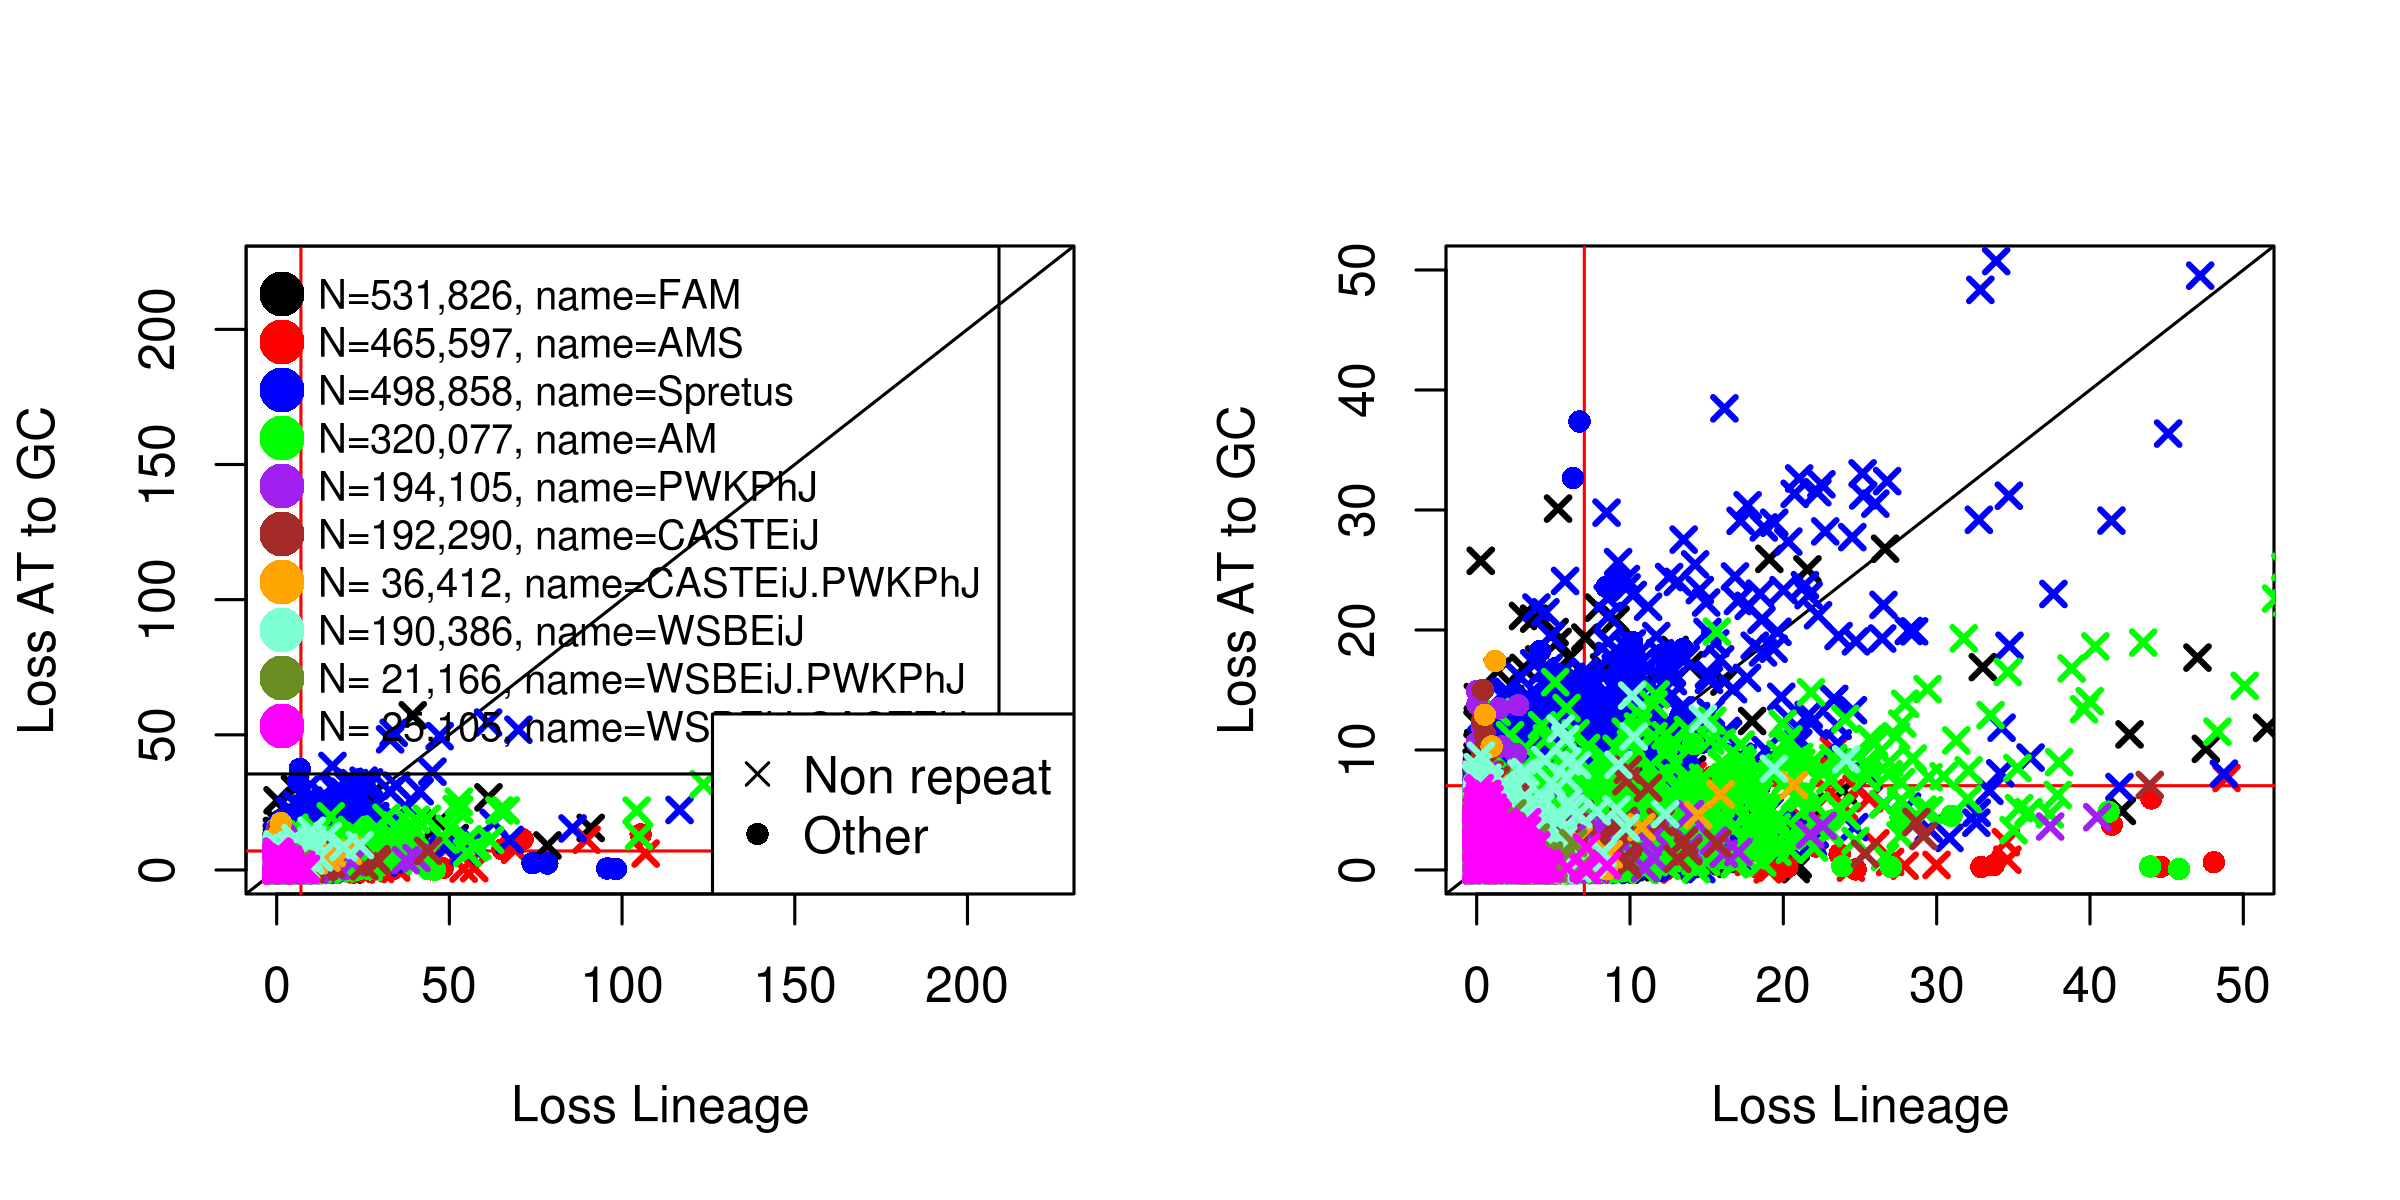 Loss AT to GC
0 50 100 150 200
N=531,826, name=FAM
N=465,597, name=AMS
N=498,858, name=Spretus
N=320,077, name=AM
N=194,105, name=PWKPhJ
N=192,290, name=CASTEiJ
N= 36,412, name=CASTEiJ.PWKPhJ
N=190,386, name=WSBEiJ
N= 21,166, name=WSBEiJ.PWKPhJ
N= 25,105, name=
Non repeat
Other
0 50 100 150 200
Loss Lineage
Loss AT to GC
0 10 20 30 40 50
0 10 20 30 40 50
Loss Lineage